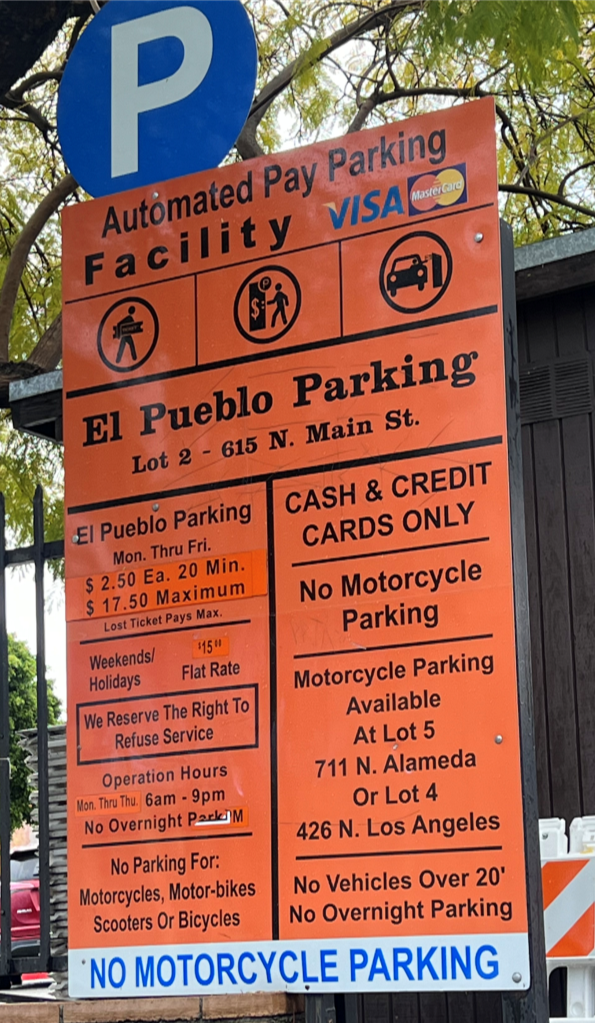 P
Automated Pay Parking
Facility VISA MasterCard
$ P
El Pueblo Parking
Lot 2 - 615 N. Main St.
El Pueblo Parking
Mon. Thru Fri.
$ 2.50 Ea. 20 Min.
$ 17.50 Maximum
Lost Ticket Pays Max.
Weekends/
Holidays
$15.00
Flat Rate
We Reserve The Right To
Refuse Service
Operation Hours
Mon. Thru Thu. 6am - 9pm
No Overnight Park M
No Parking For:
Motorcycles, Motor-bikes
Scooters Or Bicycles
CASH & CREDIT
CARDS ONLY
No Motorcycle
Parking
Motorcycle Parking
Available
At Lot 5
711 N. Alameda
Or Lot 4
426 N. Los Angeles
No Vehicles Over 20'
No Overnight Parking
NO MOTORCYCLE PARKING